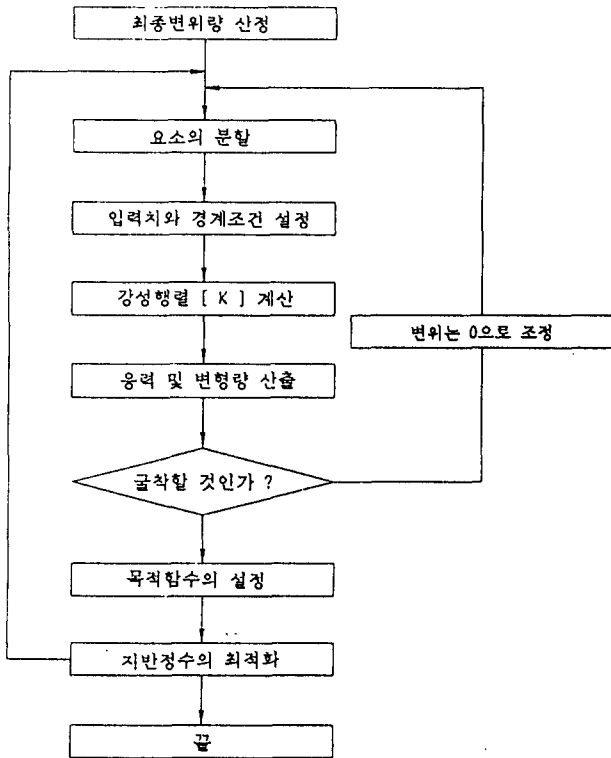 최종변위량 산정
요소의 분할
입력치와 경계조건 설정
강성행렬 [ K ] 계산
변위는 0으로 조정
응력 및 변형량 산출
굴착할 것인가 ?
목적함수의 설정
지반정수의 최적화
끝